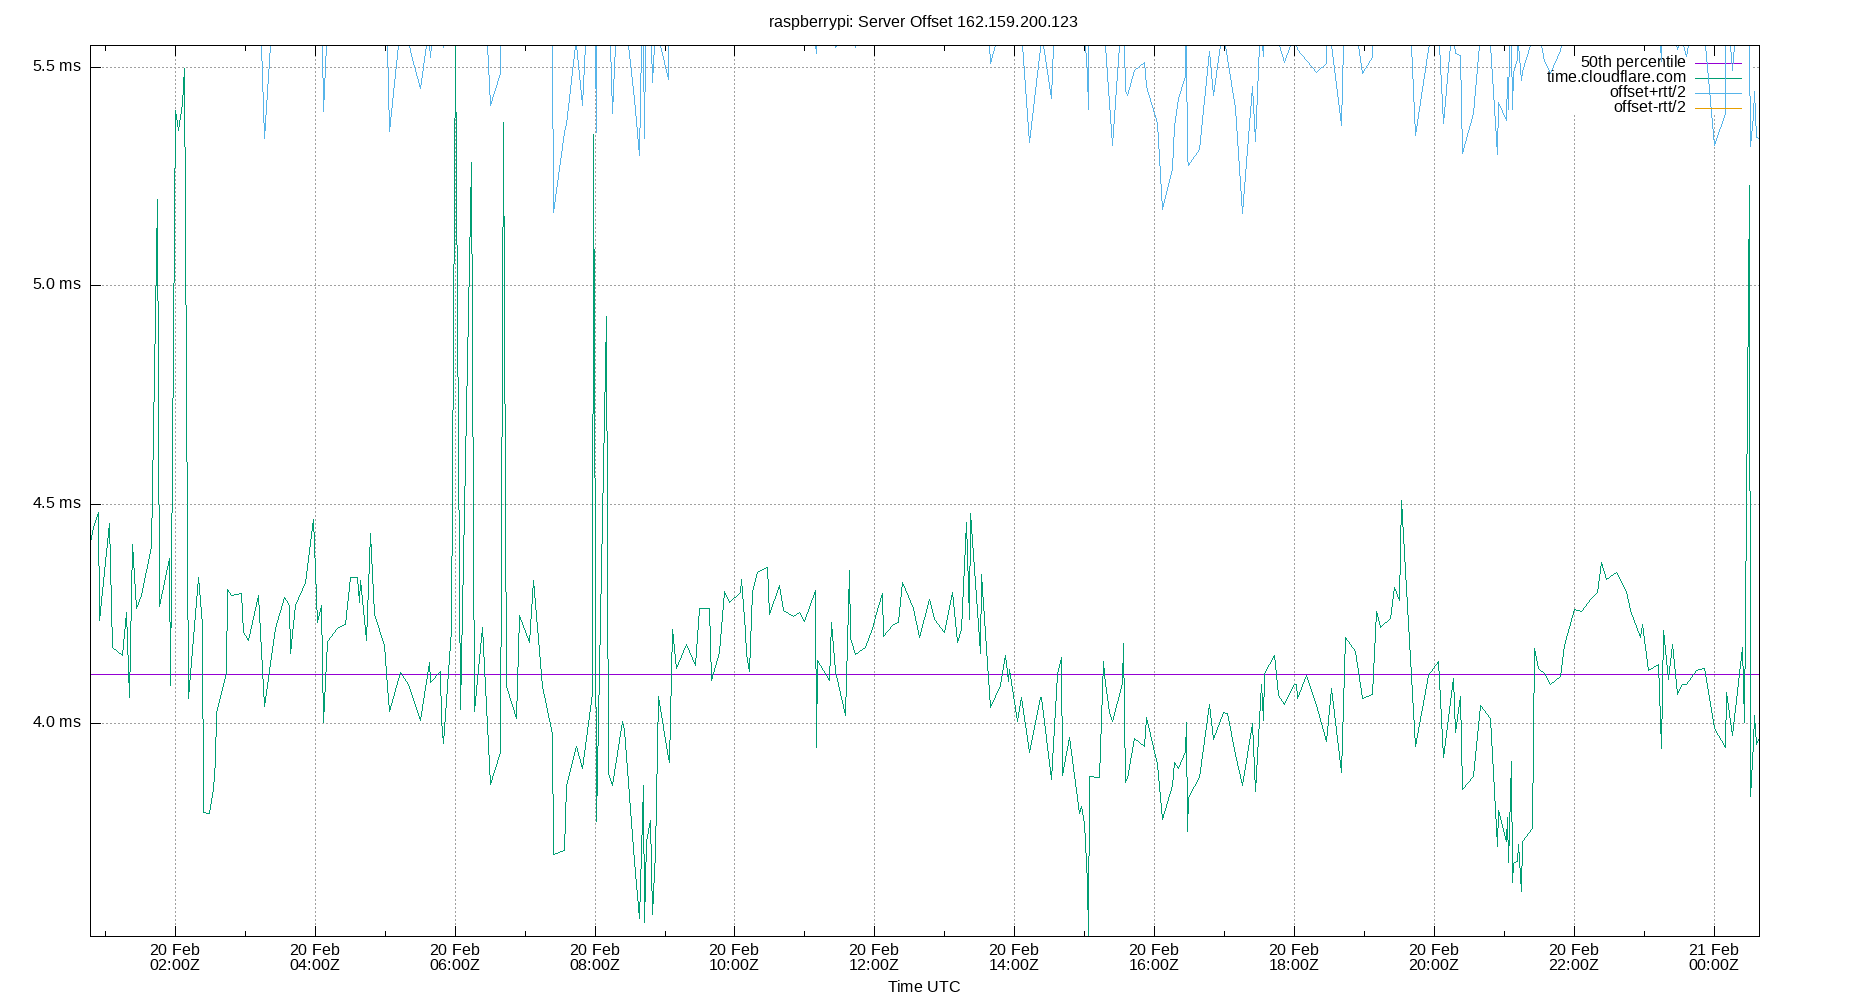 raspberrypi: Server Offset 162.159.200.123
5.5 ms
5.0 ms
4.5 ms
4.0 ms
50th percentile
time.cloudflare.com
offset+rtt/2
offset-rtt/2
20 Feb 20 Feb 20 Feb 20 Feb 20 Feb 20 Feb 20 Feb 20 Feb 20 Feb 20 Feb 20 Feb 21 Feb
02:00Z 04:00Z 06:00Z 08:00Z 10:00Z 12:00Z 14:00Z 16:00Z 18:00Z 20:00Z 22:00Z 00:00Z
Time UTC